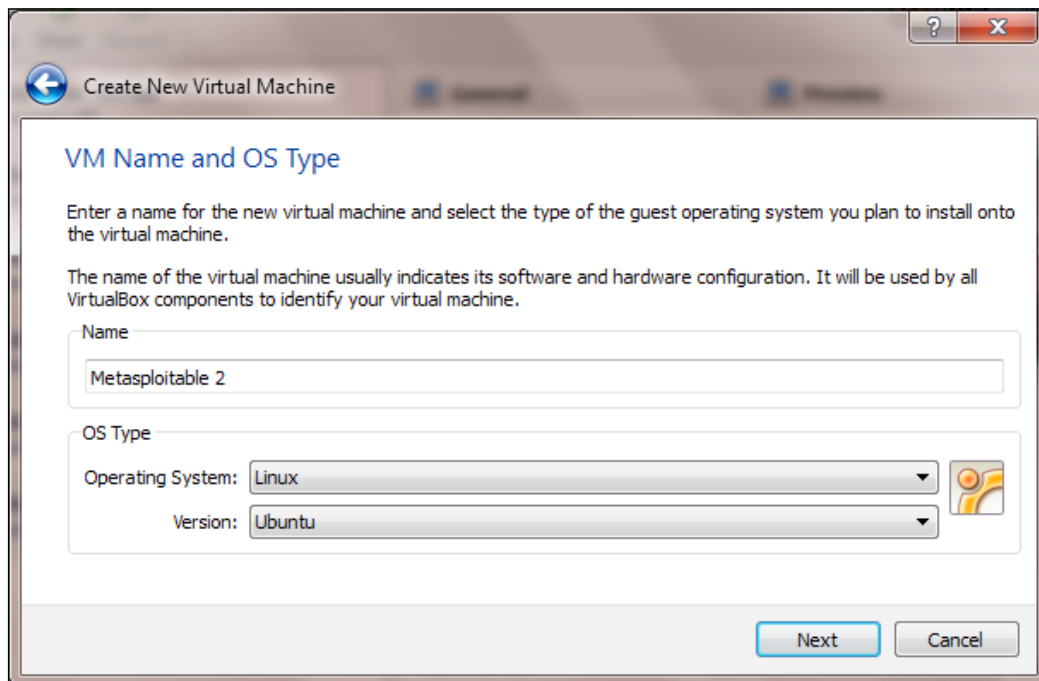 Create New Virtual Machine
General
Preview
VM Name and OS Type
Enter a name for the new virtual machine and select the type of the guest operating system you plan to install onto
the virtual machine.
The name of the virtual machine usually indicates its software and hardware configuration. It will be used by all
VirtualBox components to identify your virtual machine.
Name
Metasploitable 2
OS Type
Operating System: Linux
Version: Ubuntu
Next Cancel